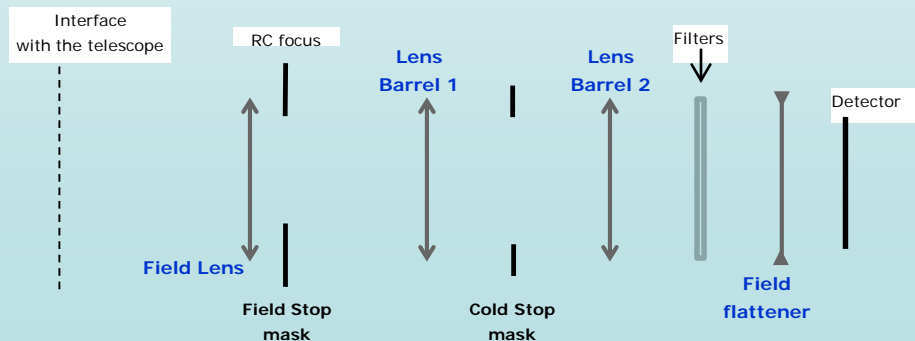 Interface
with the telescope
RC focus
Lens
Barrel 1
Lens
Barrel 2
Filters
Detector
Field Lens
Field Stop
mask
Cold Stop
mask
Field
flattener